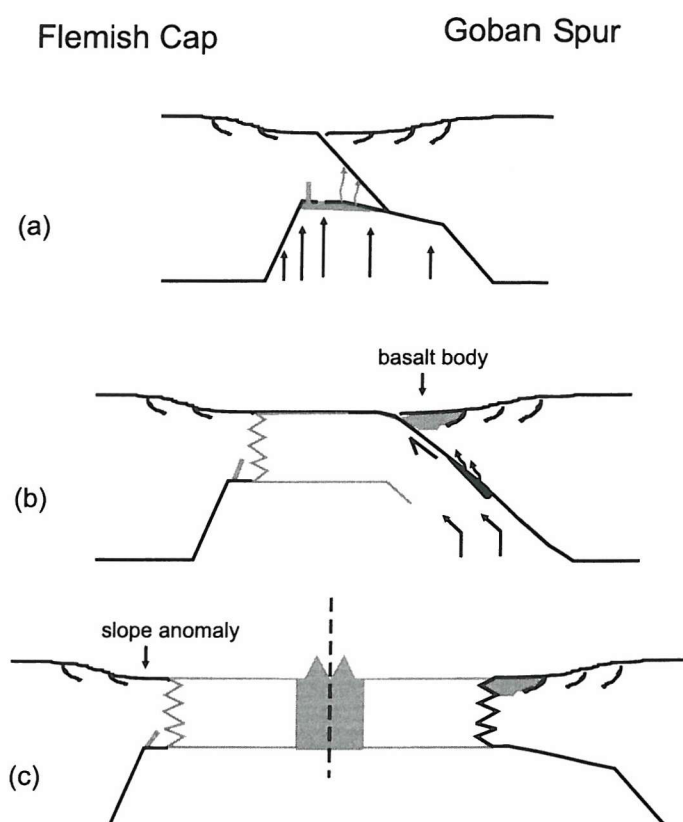 Flemish Cap
Goban Spur
(a)
basalt body
(b)
slope anomaly
(c)